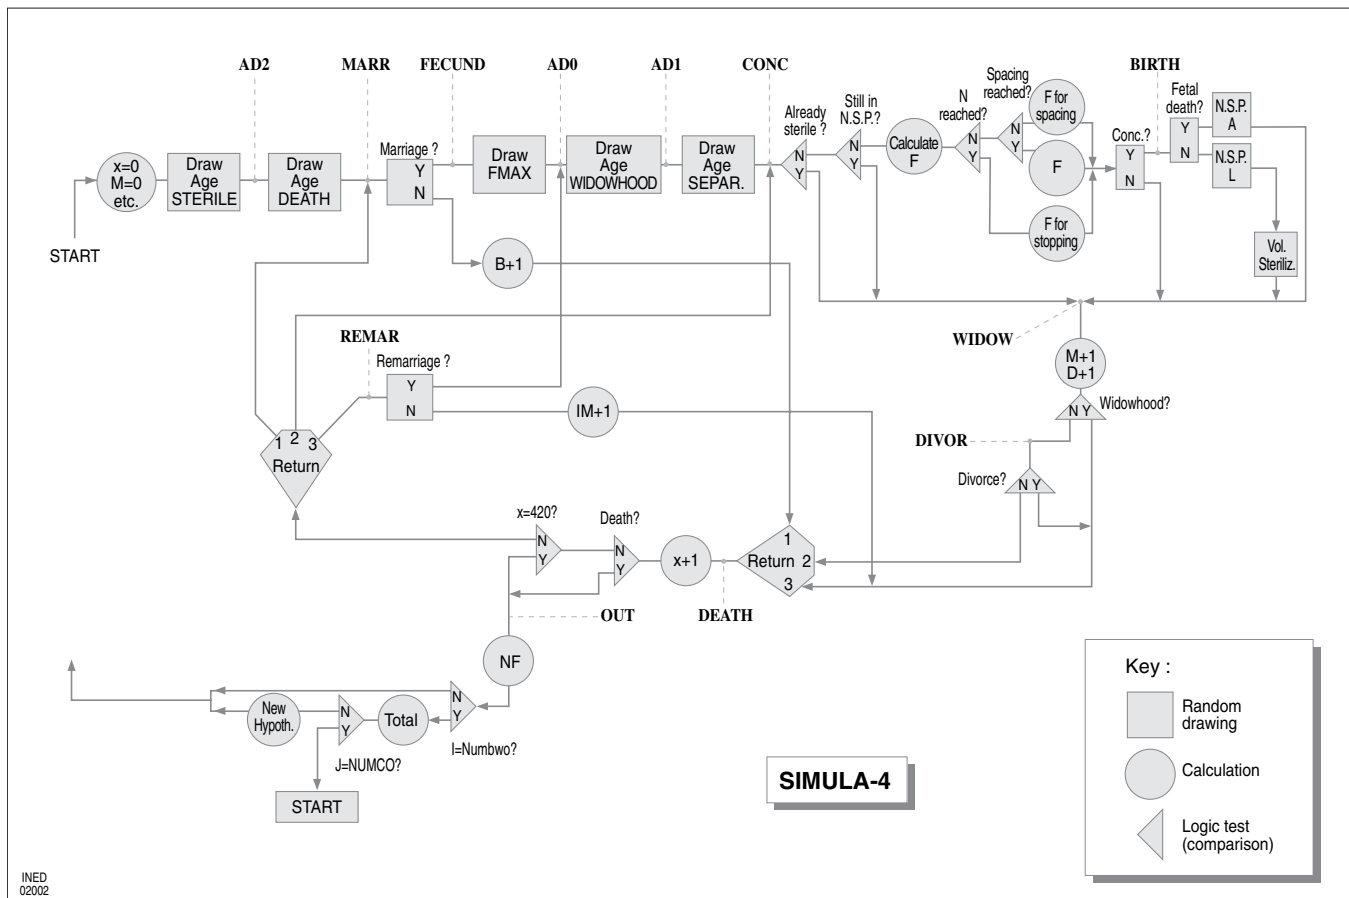 AD2
MARR
FECUND
AD0
AD1
CONC
BIRTH
x=0
M=0
etc.
Draw
Age
STERILE
Draw
Age
DEATH
Marriage ?
Y
N
Draw
FMAX
Draw
Age
WIDOWHOOD
Draw
Age
SEPAR.
Already
sterile ?
N
Y
Still in
N.S.P.?
N
Y
Calculate
F
N
reached?
N
Y
Spacing
reached?
N
Y
F for
spacing
F
F for
stopping
Conc.?
Y
N
Fetal
death?
Y
N
N.S.P.
A
N.S.P.
L
Vol.
Steriliz.
START
B+1
REMAR
Remarriage ?
Y
N
IM+1
WIDOW
M+1
D+1
N Y
Widowhood?
DIVOR
Divorce?
N Y
1 2 3
Return
x=420?
N
Y
Death?
N
Y
x+1
1
Return 2
3
OUT
DEATH
NF
N
Y
I=Numbwo?
Total
N
Y
J=NUMCO?
New
Hypoth.
START
SIMULA-4
Key :
Random
drawing
Calculation
Logic test
(comparison)
INED
02002